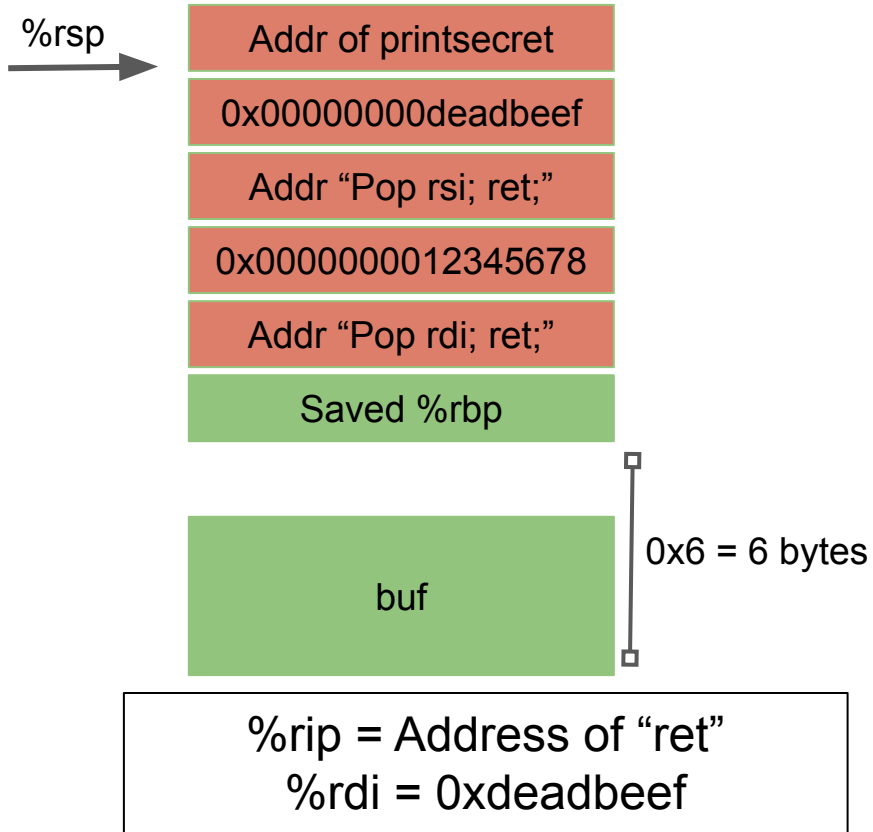 %rsp
Addr of printsecret
0x00000000deadbeef
Addr “Pop rsi; ret;”
0x0000000012345678
Addr “Pop rdi; ret;”
Saved %rbp
0x6 = 6 bytes
buf
%rip = Address of “ret”
%rdi = 0xdeadbeef